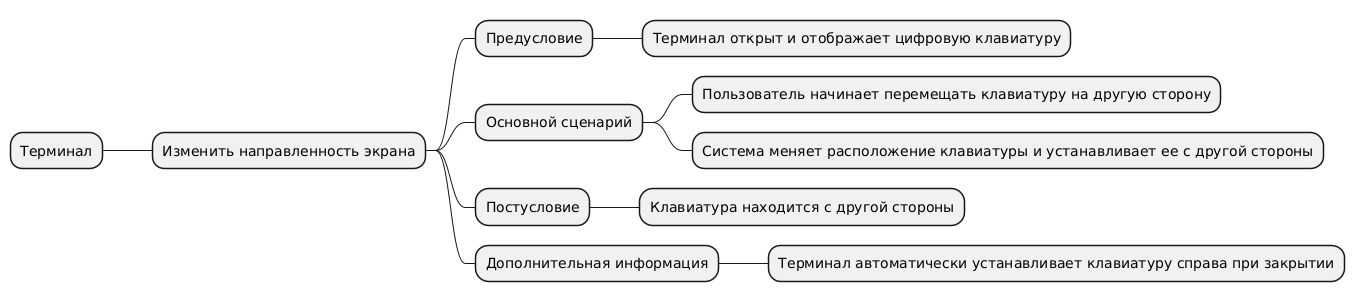 Терминал
Изменить направленность экрана
Предусловие
Терминал открыт и отображает цифровую клавиатуру
Основной сценарий
Пользователь начинает перемещать клавиатуру на другую сторону
Система меняет расположение клавиатуры и устанавливает ее с другой стороны
Постусловие
Клавиатура находится с другой стороны
Дополнительная информация
Терминал автоматически устанавливает клавиатуру справа при закрытии